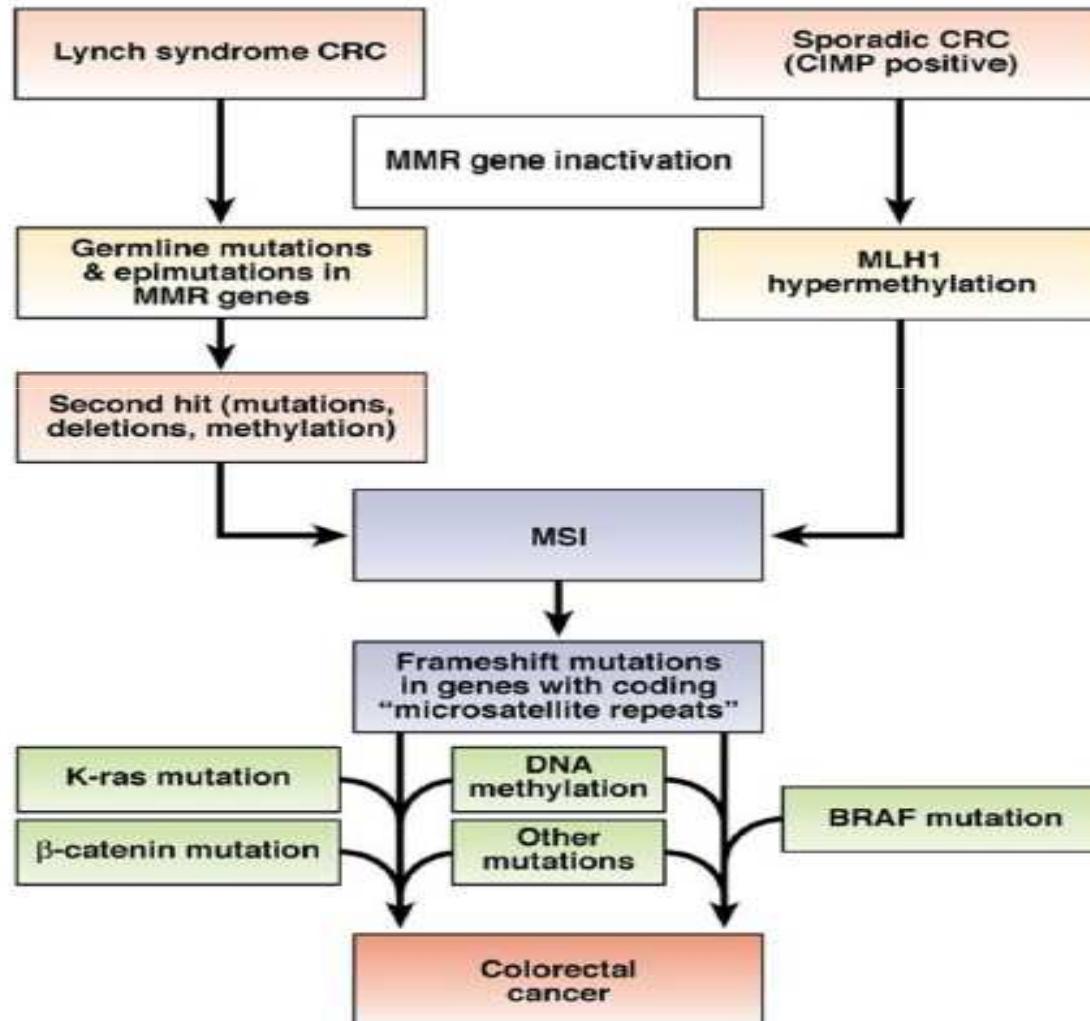 Lynch syndrome CRC
Sporadic CRC
(CIMP positive)
MMR gene inactivation
Germline mutations
& epimutations in
MMR genes
MLH1
hypermethylation
Second hit (mutations,
deletions, methylation)
MSI
Frameshift mutations
in genes with coding
“microsatellite repeats”
K-ras mutation
DNA
methylation
BRAF mutation
β-catenin mutation
Other
mutations
Colorectal
cancer